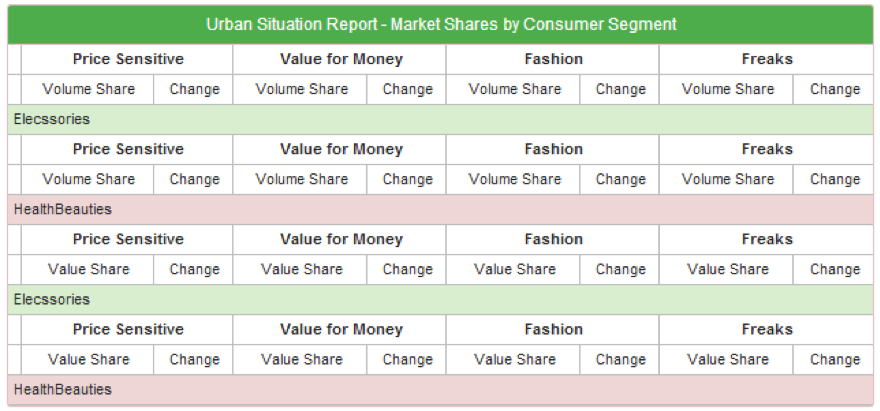 Urban Situation Report - Market Shares by Consumer Segment
Price Sensitive Value for Money Fashion Freaks
Volume Share Change Volume Share Change Volume Share Change Volume Share Change
Elecssories
Price Sensitive Value for Money Fashion Freaks
Volume Share Change Volume Share Change Volume Share Change Volume Share Change
HealthBeauties
Price Sensitive Value for Money Fashion Freaks
Value Share Change Value Share Change Value Share Change Value Share Change
Elecssories
Price Sensitive Value for Money Fashion Freaks
Value Share Change Value Share Change Value Share Change Value Share Change
HealthBeauties